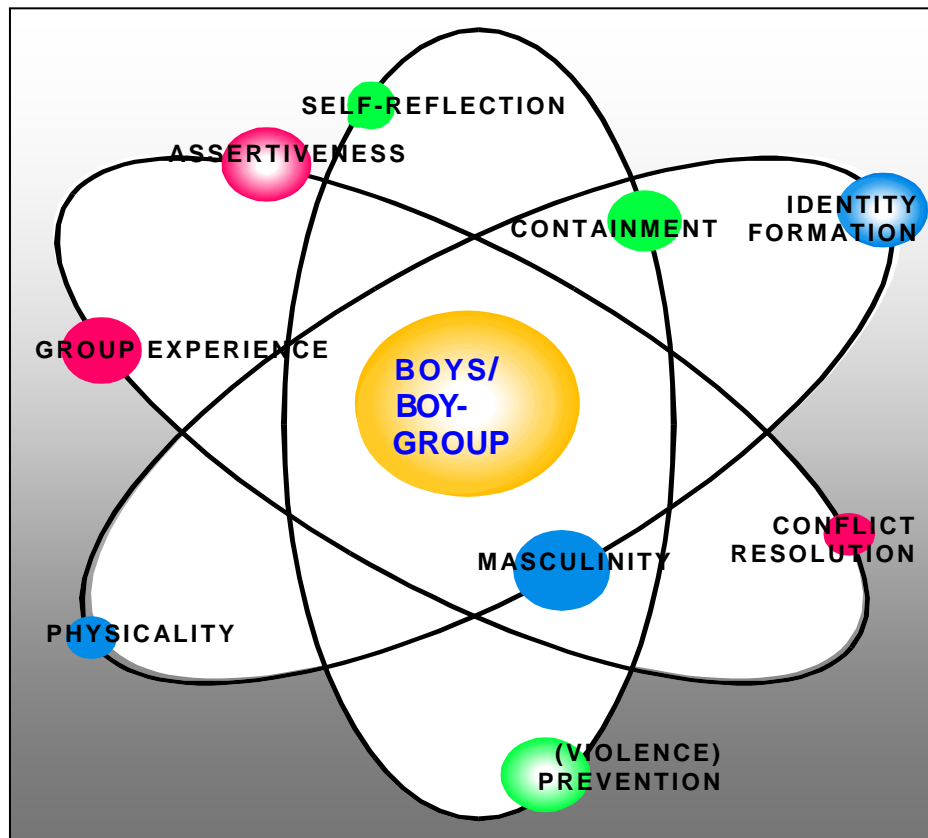 SELF-REFLECTION
ASSERTIVENESS
IDENTITY
FORMATION
CONTAINMENT
GROUP EXPERIENCE
BOYS/
BOY-
GROUP
CONFLICT
RESOLUTION
MASCULINITY
PHYSICALITY
(VIOLENCE)
PREVENTION